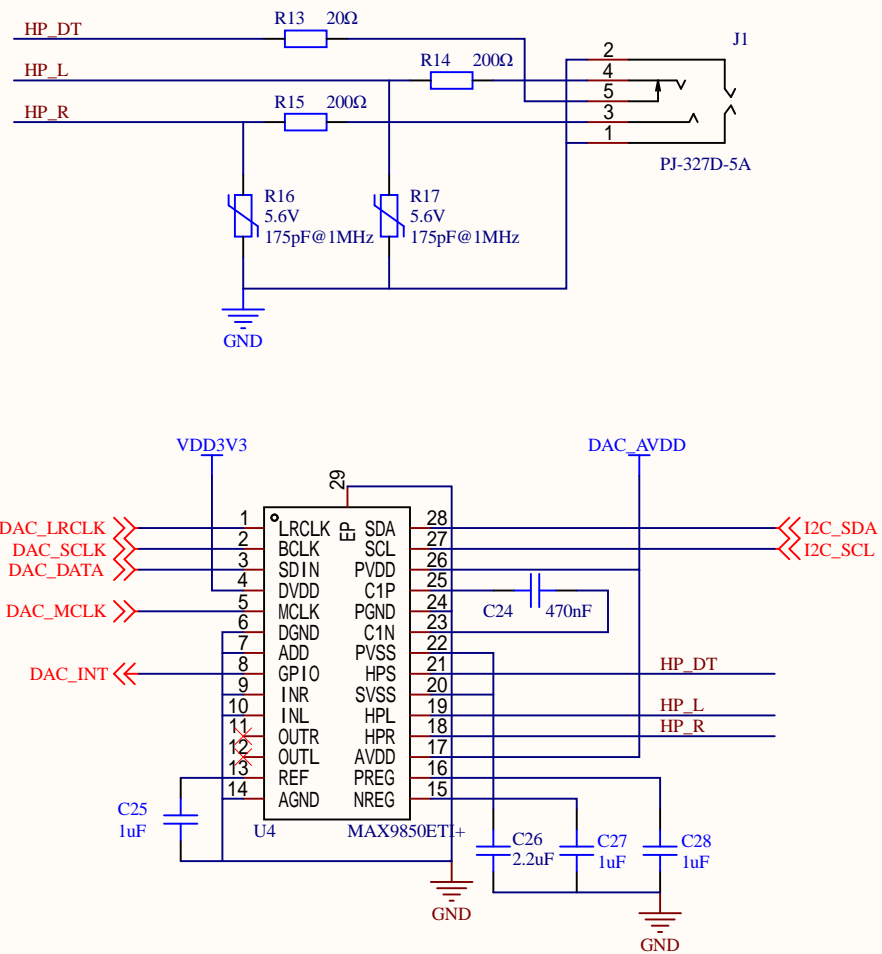 R13 20Ω
HP_DT
J1
2
HP_L
R14 200Ω
4
5
HP_R
R15 200Ω
3
1
PJ-327D-5A
R16
5.6V
175pF@1MHz
R17
5.6V
175pF@1MHz
GND
VDD3V3
DAC_AVDD
29
EP
DAC_LRCLK 1 LRCLK SDA 28 I2C_SDA
DAC_SCLK 2 BCLK SCL 27 I2C_SCL
DAC_DATA 3 SDIN PVDD 26
4 DVDD C1P 25
DAC_MCLK 5 MCLK PGND 24 C24 470nF
6 DGND C1N 23
7 ADD PVSS 22
DAC_INT 8 GPIO HPS 21 HP_DT
9 INR SVSS 20
10 INL HPL 19 HP_L
11 OUTR HPR 18 HP_R
12 OUTL AVDD 17
13 REF PREG 16
14 AGND NREG 15
C25
1uF
U4 MAX9850ETI+
C26
2.2uF
C27
1uF
C28
1uF
GND
GND